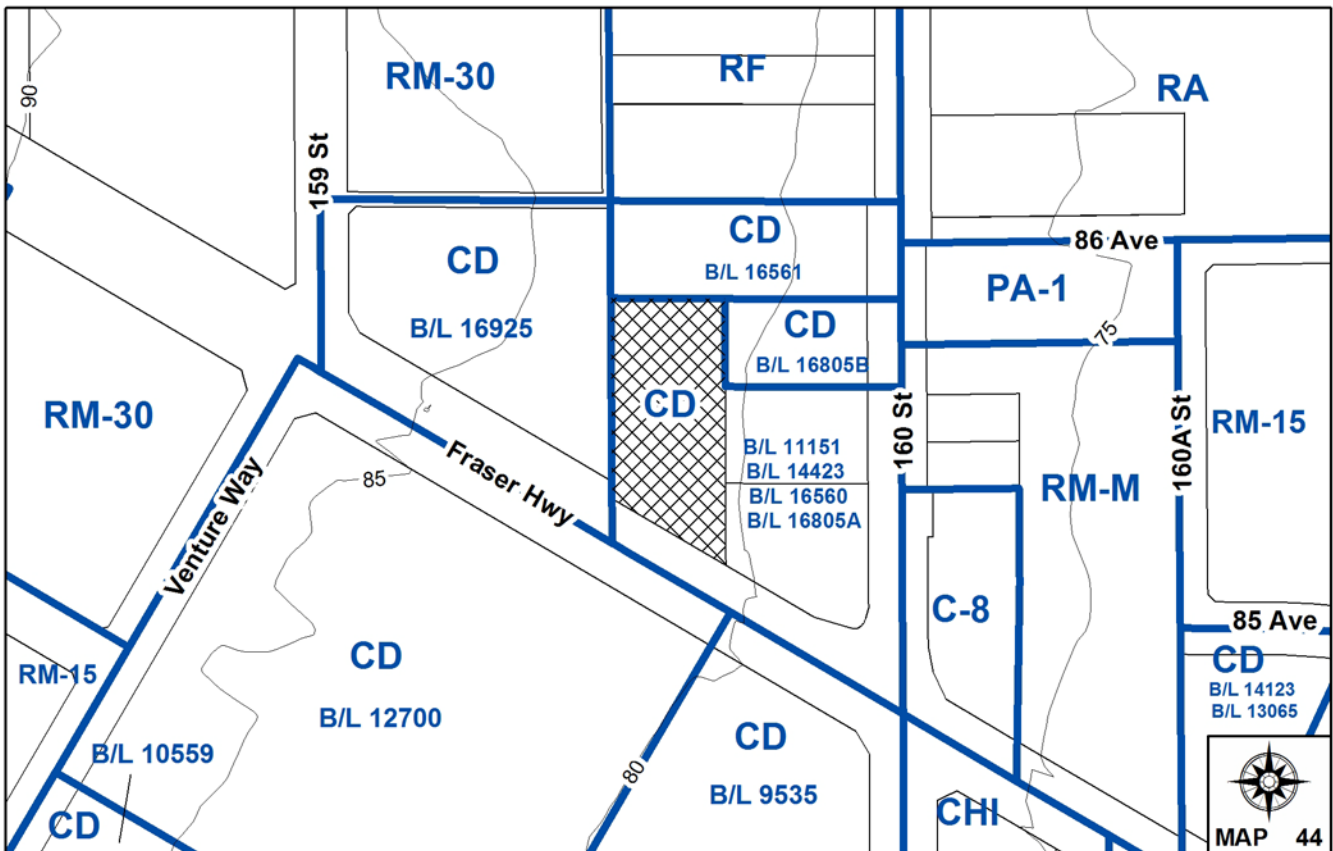 RM-30
RF
RA
90
159 St
CD
B/L 16561
86 Ave
CD
B/L 16925
PA-1
CD
B/L 16805B
75
RM-30
CD
160 St
160A St
RM-15
B/L 11151
B/L 14423
B/L 16560
B/L 16805A
Fraser Hwy
85
RM-M
Venture Way
C-8
85 Ave
RM-15
CD
B/L 12700
CD
B/L 14123
B/L 13065
B/L 10559
CD
80
CD
B/L 9535
CHI
MAP 44